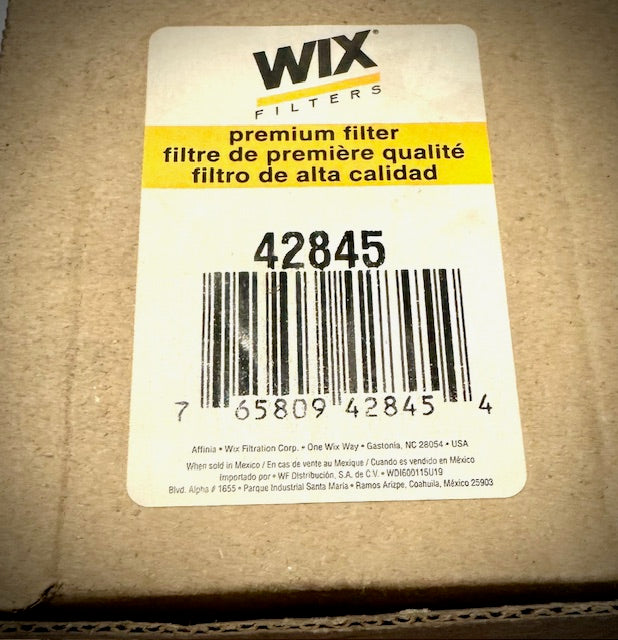 WIX®
FILTERS
premium filter
filtre de première qualité
filtro de alta calidad
42845
7 65809 42845 4
Affinia • Wix Filtration Corp. • One Wix Way • Gastonia, NC 28054 • USA
When sold in Mexico / En cas de vente au Mexique / Cuando es vendido en México
Importado por • WF Distribución, S.A. de C.V. • WDI600115U19
Blvd. Alpha # 1655 • Parque Industrial Santa María • Ramos Arizpe, Coahuila, México 25903